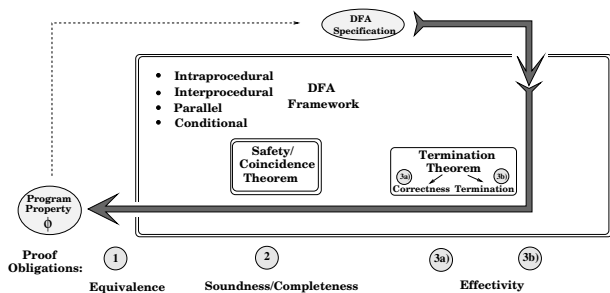 DFA
Specification
• Intraprocedural
• Interprocedural
• Parallel
• Conditional
DFA
Framework
Safety/
Coincidence
Theorem
Termination
Theorem
3a) 3b)
Correctness Termination
Program
Property
ϕ
Proof
Obligations:
1 2 3a) 3b)
Equivalence Soundness/Completeness Effectivity